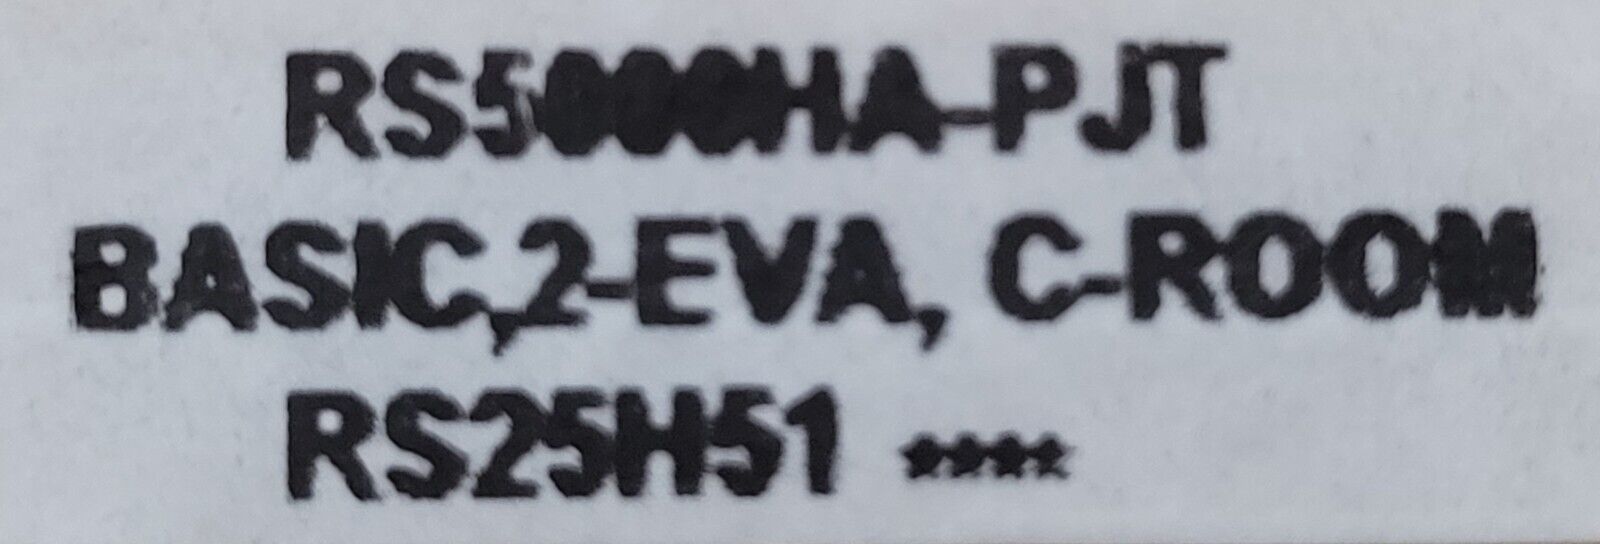 RS5000HA-PJT
BASIC,2-EVA, C-ROOM
RS25H51 ****